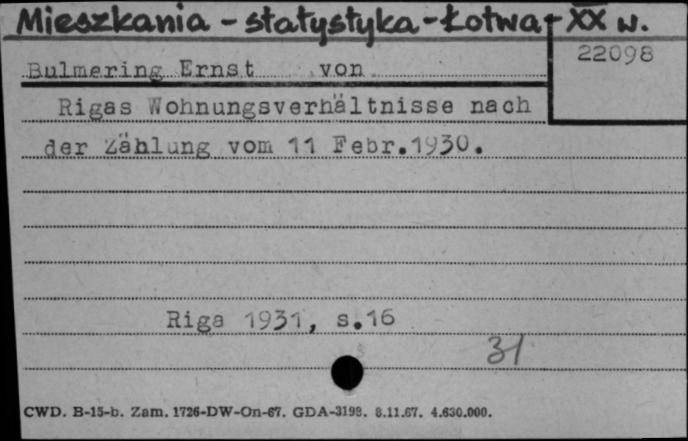 Mieszkania - statystyka - Łotwa - XX w.
22098
Bulmering Ernst von
Rigas Wohnungsverhältnisse nach
der Zählung vom 11 Febr.1930.
Riga 1931, s.16
31
CWD. B-15-b. Zam. 1726-DW-On-67. GDA-3198. 8.11.67. 4.630.000.